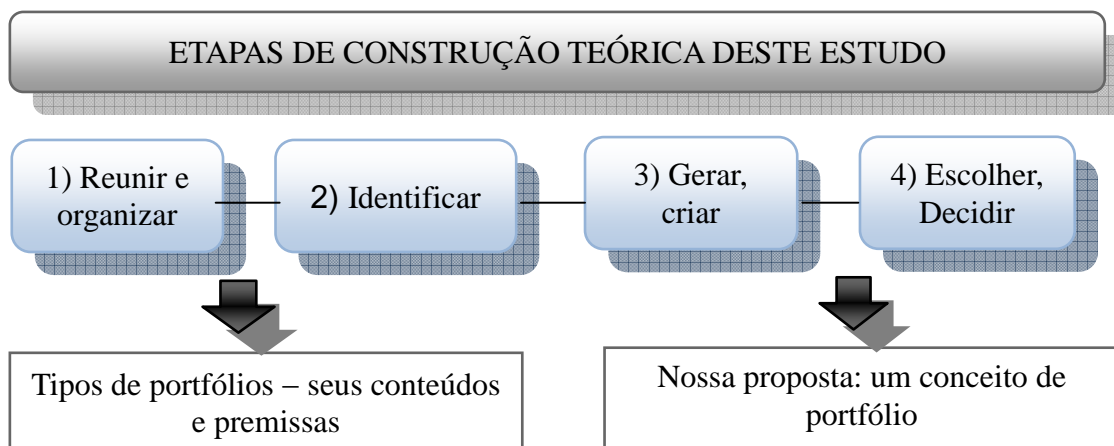 ETAPAS DE CONSTRUÇÃO TEÓRICA DESTE ESTUDO
1) Reunir e
organizar
2) Identificar
3) Gerar,
criar
4) Escolher,
Decidir
Tipos de portfólios – seus conteúdos
e premissas
Nossa proposta: um conceito de
portfólio